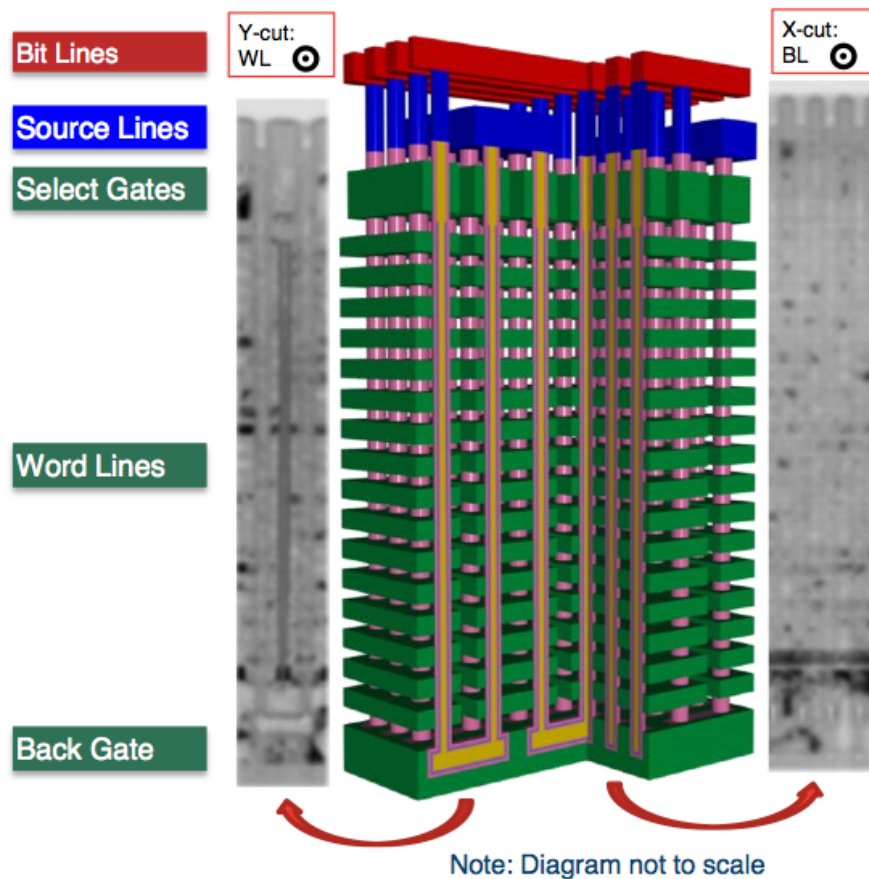 Y-cut:
WL
X-cut:
BL
Bit Lines
Source Lines
Select Gates
Word Lines
Back Gate
Note: Diagram not to scale